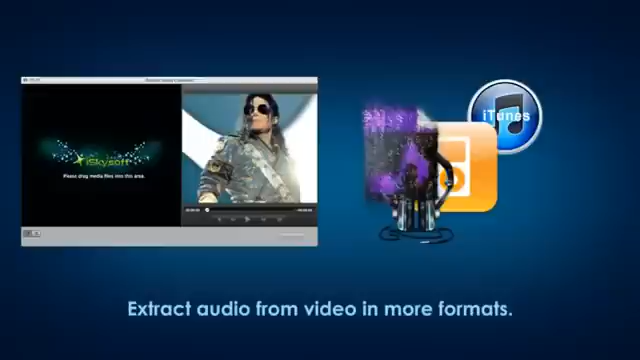 iSkysoft
Please drag media files into this area.
iTunes
Extract audio from video in more formats.